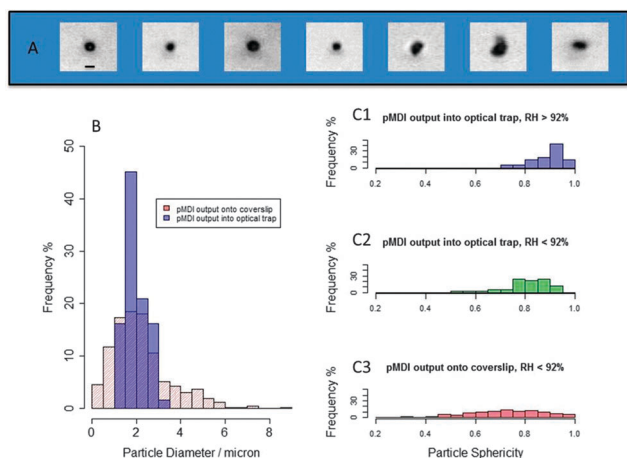 A
B
Frequency %
50
40
30
20
10
0
pMDI output onto coverslip
pMDI output into optical trap
0 2 4 6 8
Particle Diameter / micron
C1 pMDI output into optical trap, RH > 92%
Frequency %
0 30
0.2 0.4 0.6 0.8 1.0
C2 pMDI output into optical trap, RH < 92%
Frequency %
0 30
0.2 0.4 0.6 0.8 1.0
C3 pMDI output onto coverslip, RH < 92%
Frequency %
0 30
0.2 0.4 0.6 0.8 1.0
Particle Sphericity